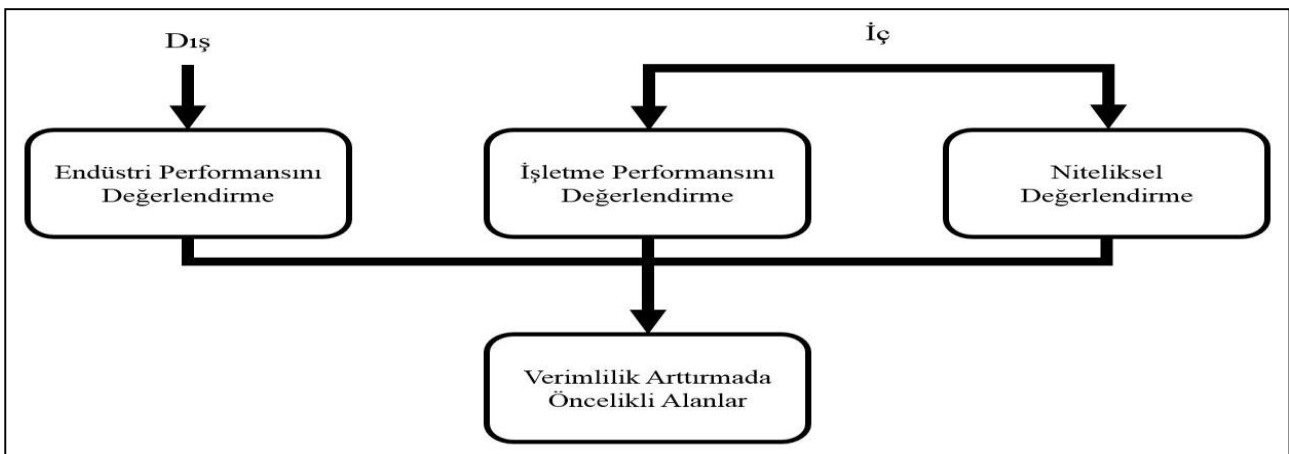 Dış
İç
Endüstri Performansını
Değerlendirme
İşletme Performansını
Değerlendirme
Niteliksel
Değerlendirme
Verimlilik Arttırmada
Öncelikli Alanlar